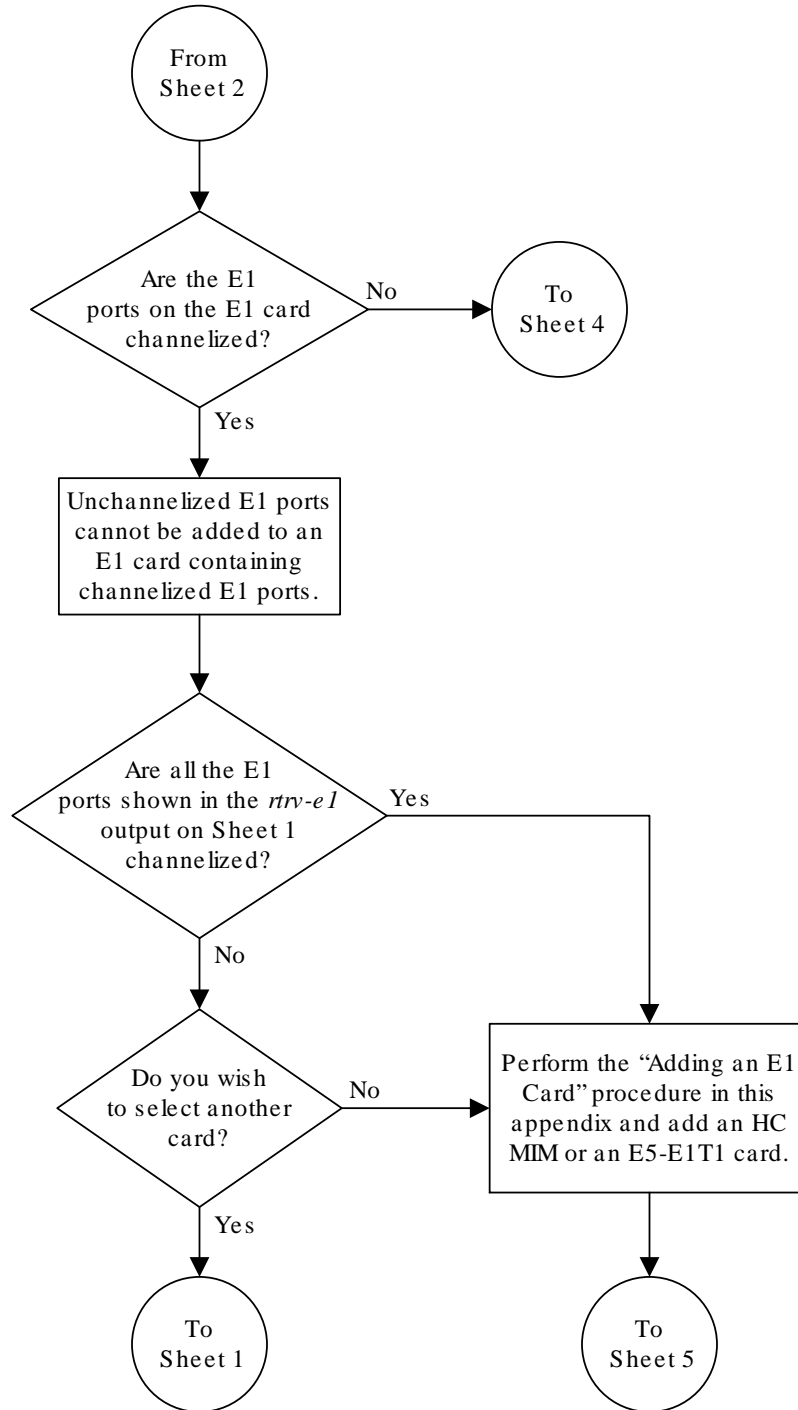 From
Sheet 2
Are the E1
ports on the E1 card
channelized?
No
To
Sheet 4
Yes
Unchannelized E1 ports
cannot be added to an
E1 card containing
channelized E1 ports.
Are all the E1
ports shown in the rtrv-e1
output on Sheet 1
channelized?
Yes
No
Do you wish
to select another
card?
No
Perform the “Adding an E1
Card” procedure in this
appendix and add an HC
MIM or an E5-E1T1 card.
Yes
To
Sheet 1
To
Sheet 5